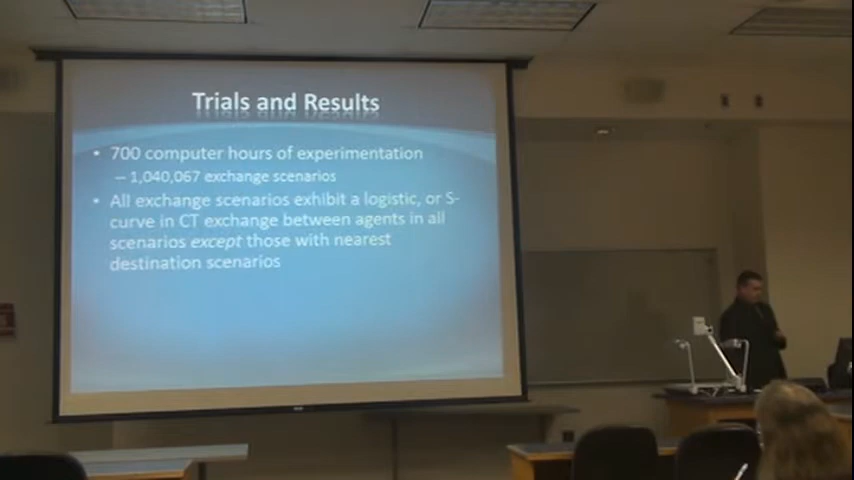 Trials and Results
• 700 computer hours of experimentation
– 1,040,067 exchange scenarios
• All exchange scenarios exhibit a logistic, or S-
curve in CT exchange between agents in all
scenarios except those with nearest
destination scenarios